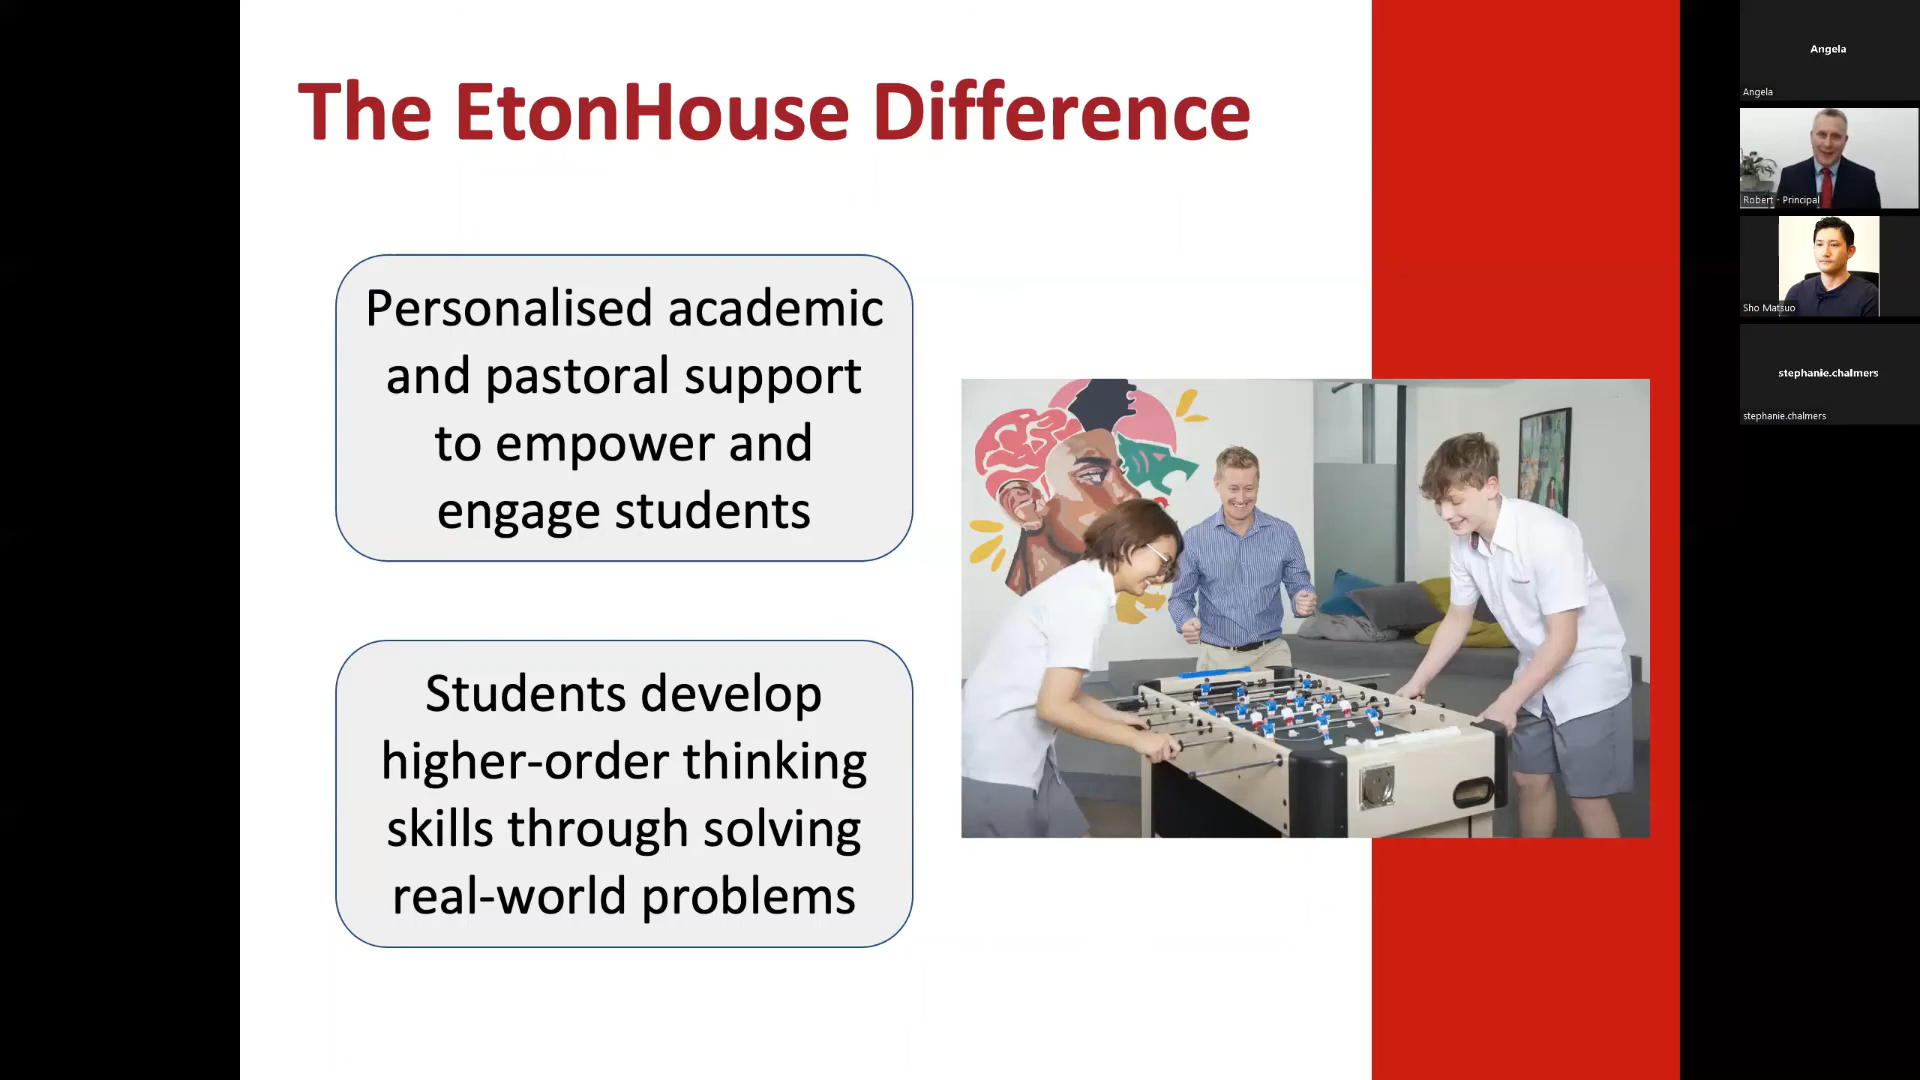 The EtonHouse Difference
Personalised academic
and pastoral support
to empower and
engage students
Students develop
higher-order thinking
skills through solving
real-world problems
Angela
Angela
Robert - Principal
Sho Matsuo
stephanie.chalmers
stephanie.chalmers